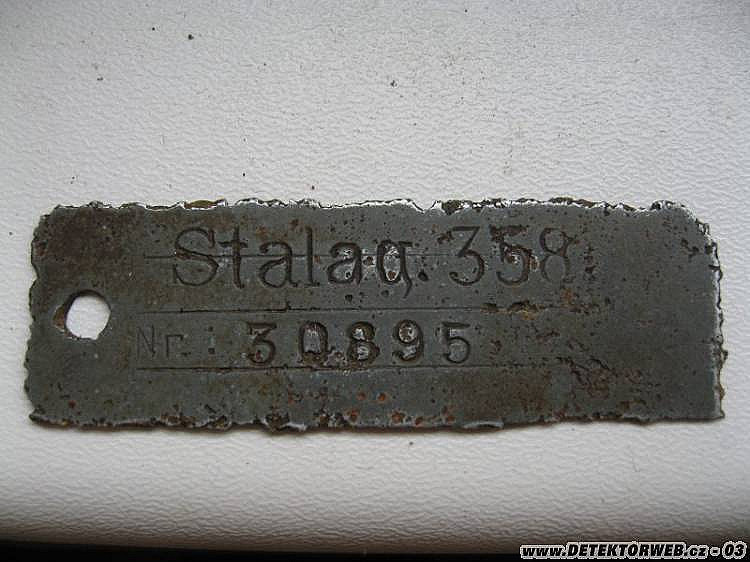 Stalag. 358
Nr.: 30895
www.DETEKTORWEB.cz - 03